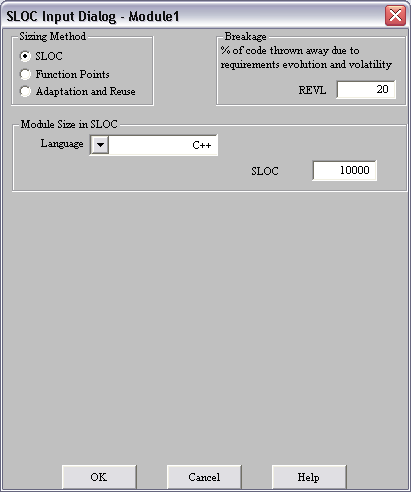 SLOC Input Dialog - Module1
Sizing Method
SLOC
Function Points
Adaptation and Reuse
Breakage
% of code thrown away due to
requirements evolution and volatility
REVL 20
Module Size in SLOC
Language C++
SLOC 10000
OK Cancel Help